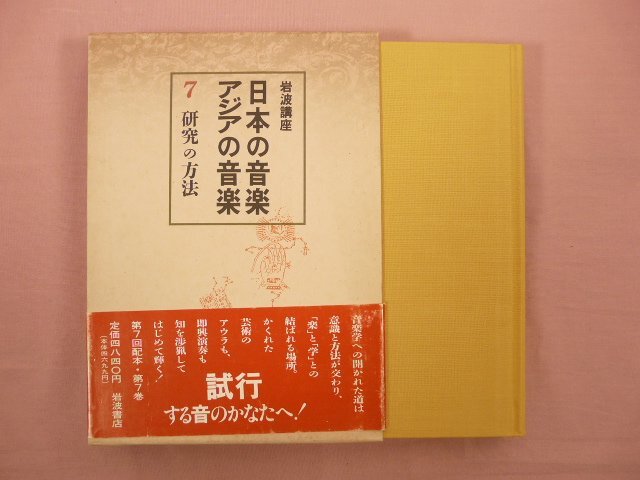 岩波講座
日本の音楽
アジアの音楽
7 研究の方法
音楽学への開かれた道は
意識と方法が交わり、
「楽」と「学」との
結ばれる場所。
かくれた
芸術の
アウラも、
即興演奏も
知を渉猟して
はじめて輝く！
試行
する音のかなたへ！
第7回配本・第7巻
定価四八四〇円 岩波書店
（本体四六九九円）